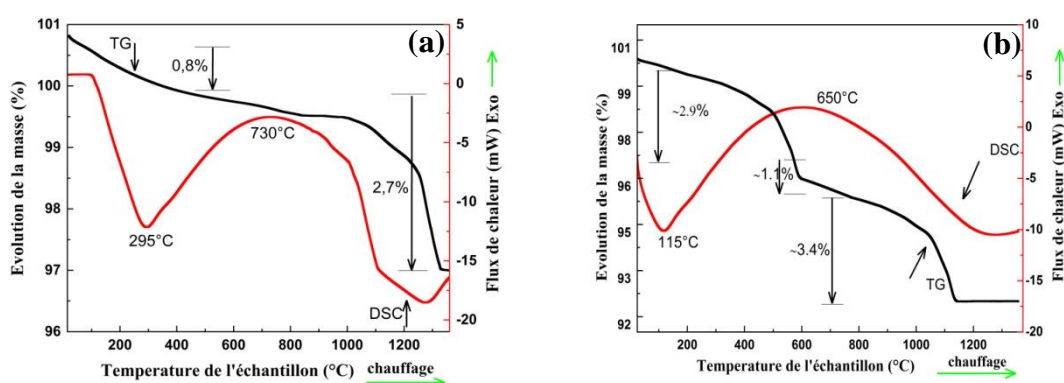 (a)
101
100
99
98
97
96
Evolution de la masse (%)
TG
0,8%
730°C
2,7%
295°C
DSC
5
0
-5
-10
-15
-20
Flux de chaleur (mW) Exo
200 400 600 800 1000 1200
Temperature de l'échantillon (°C) chauffage
(b)
101
99
98
96
95
93
92
Evolution de la masse (%)
650°C
~2.9%
DSC
~1.1%
115°C
~3.4%
TG
10
5
0
-5
-10
-15
-20
Flux de chaleur (mW) Exo
200 400 600 800 1000 1200
Temperature de l'échantillon (°C) chauffage